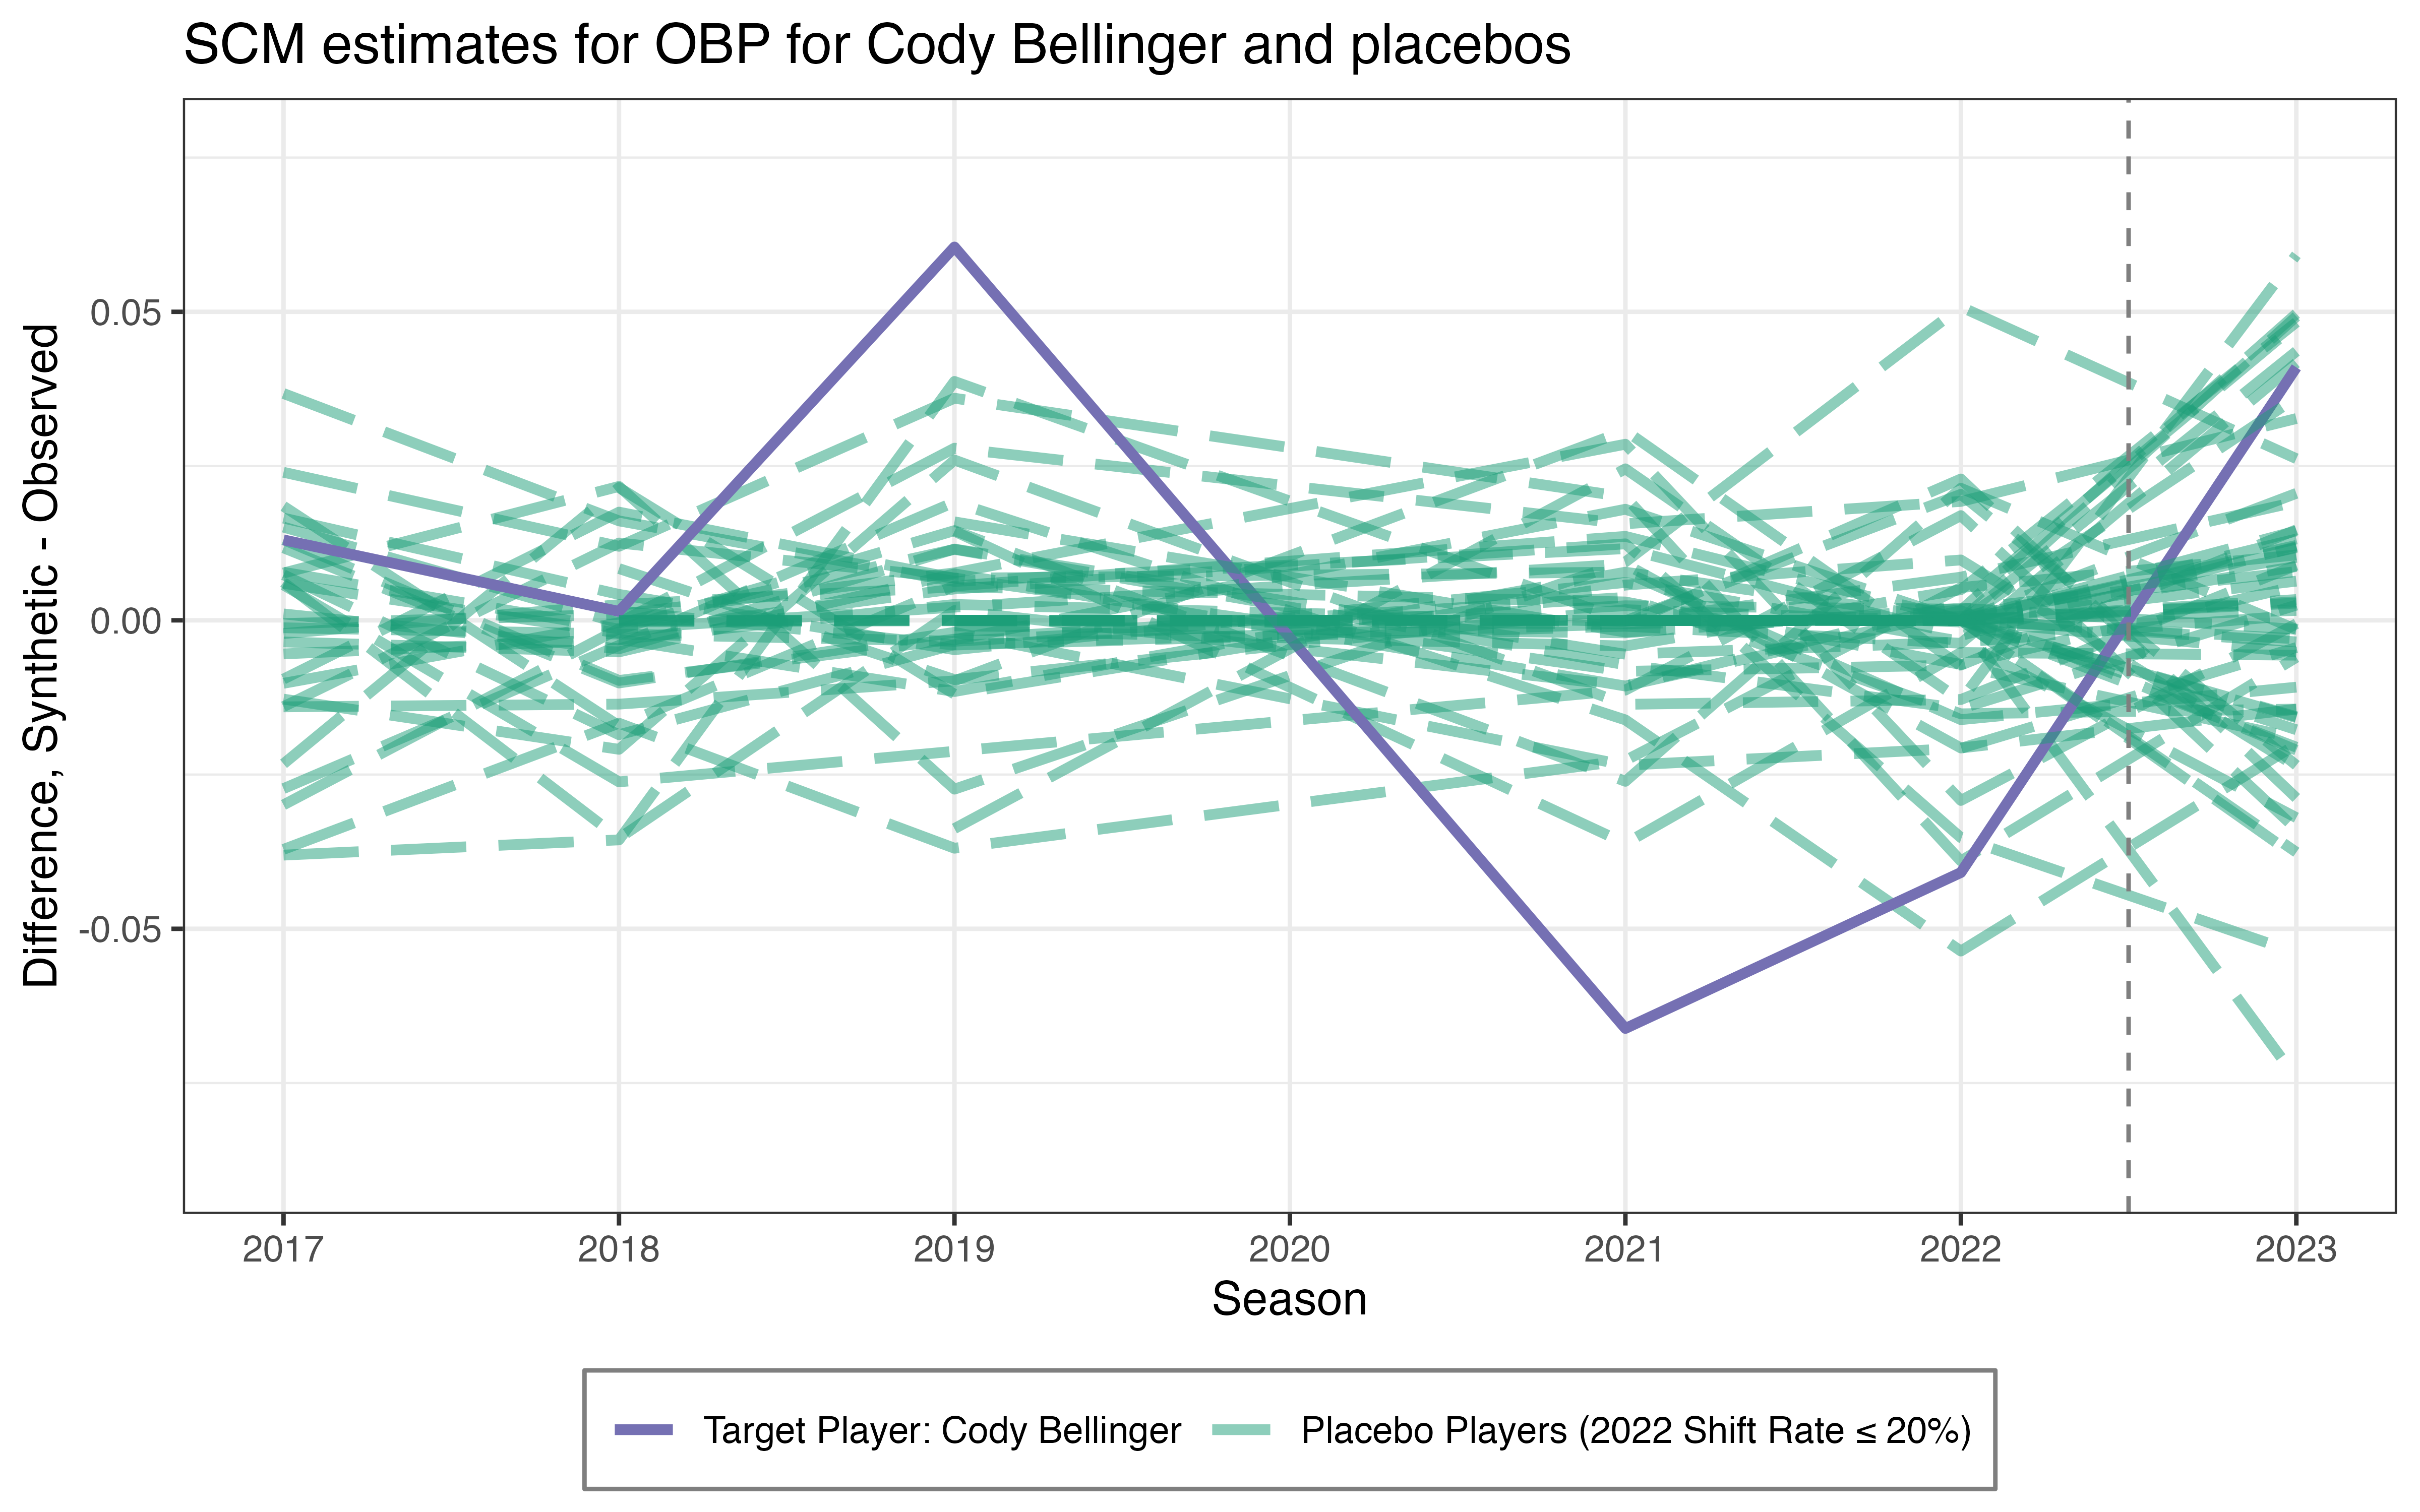 SCM estimates for OBP for Cody Bellinger and placebos
Difference, Synthetic - Observed
0.05
0.00
-0.05
2017 2018 2019 2020 2021 2022 2023
Season
Target Player: Cody Bellinger Placebo Players (2022 Shift Rate ≤ 20%)